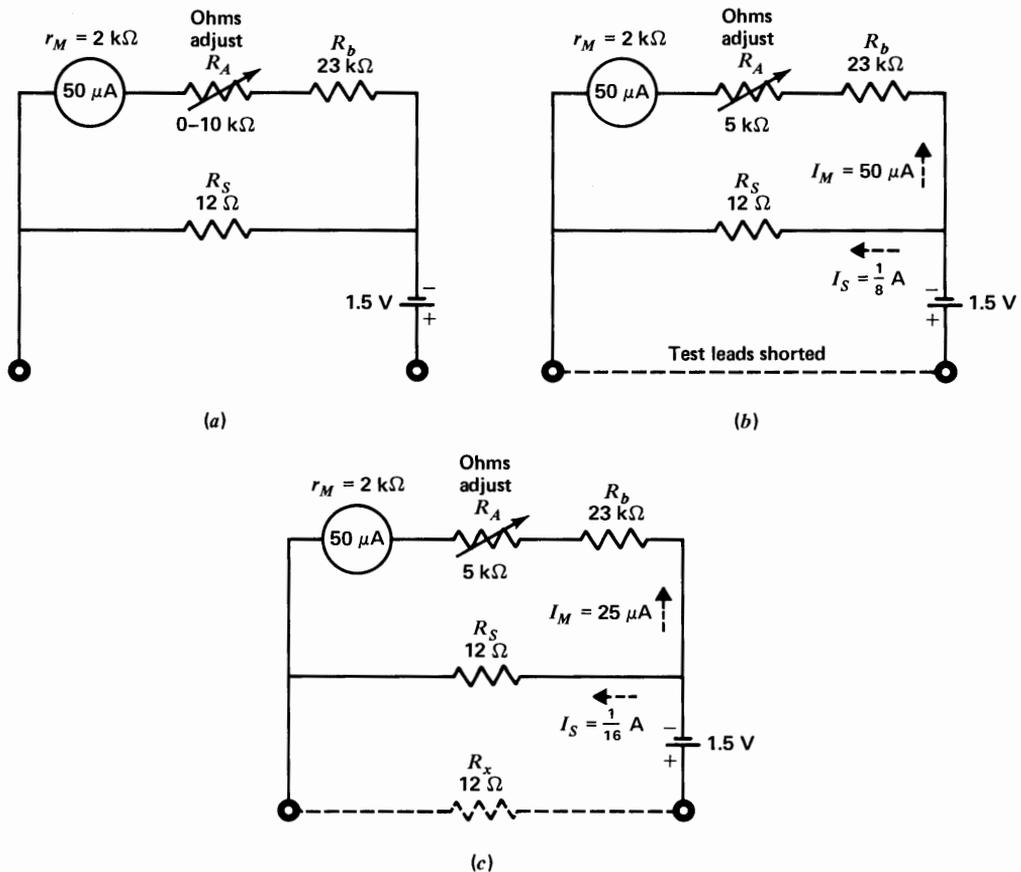 Ohms
adjust
r_M = 2 kΩ
R_A
R_b
23 kΩ
50 μA
0–10 kΩ
R_S
12 Ω
1.5 V
−
+
(a)
Ohms
adjust
r_M = 2 kΩ
R_A
R_b
23 kΩ
50 μA
5 kΩ
I_M = 50 μA
R_S
12 Ω
I_S = 1/8 A
−
1.5 V
+
Test leads shorted
(b)
Ohms
adjust
r_M = 2 kΩ
R_A
R_b
23 kΩ
50 μA
5 kΩ
I_M = 25 μA
R_S
12 Ω
I_S = 1/16 A
−
1.5 V
+
R_x
12 Ω
(c)